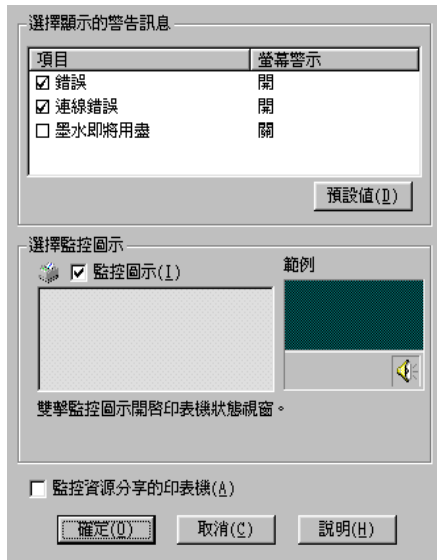 選擇顯示的警告訊息
項目 螢幕警示
錯誤 開
連線錯誤 開
墨水即將用盡 關
預設值(D)
選擇監控圖示
監控圖示(I) 範例
雙擊監控圖示開啟印表機狀態視窗。
監控資源分享的印表機(A)
確定(O) 取消(C) 說明(H)